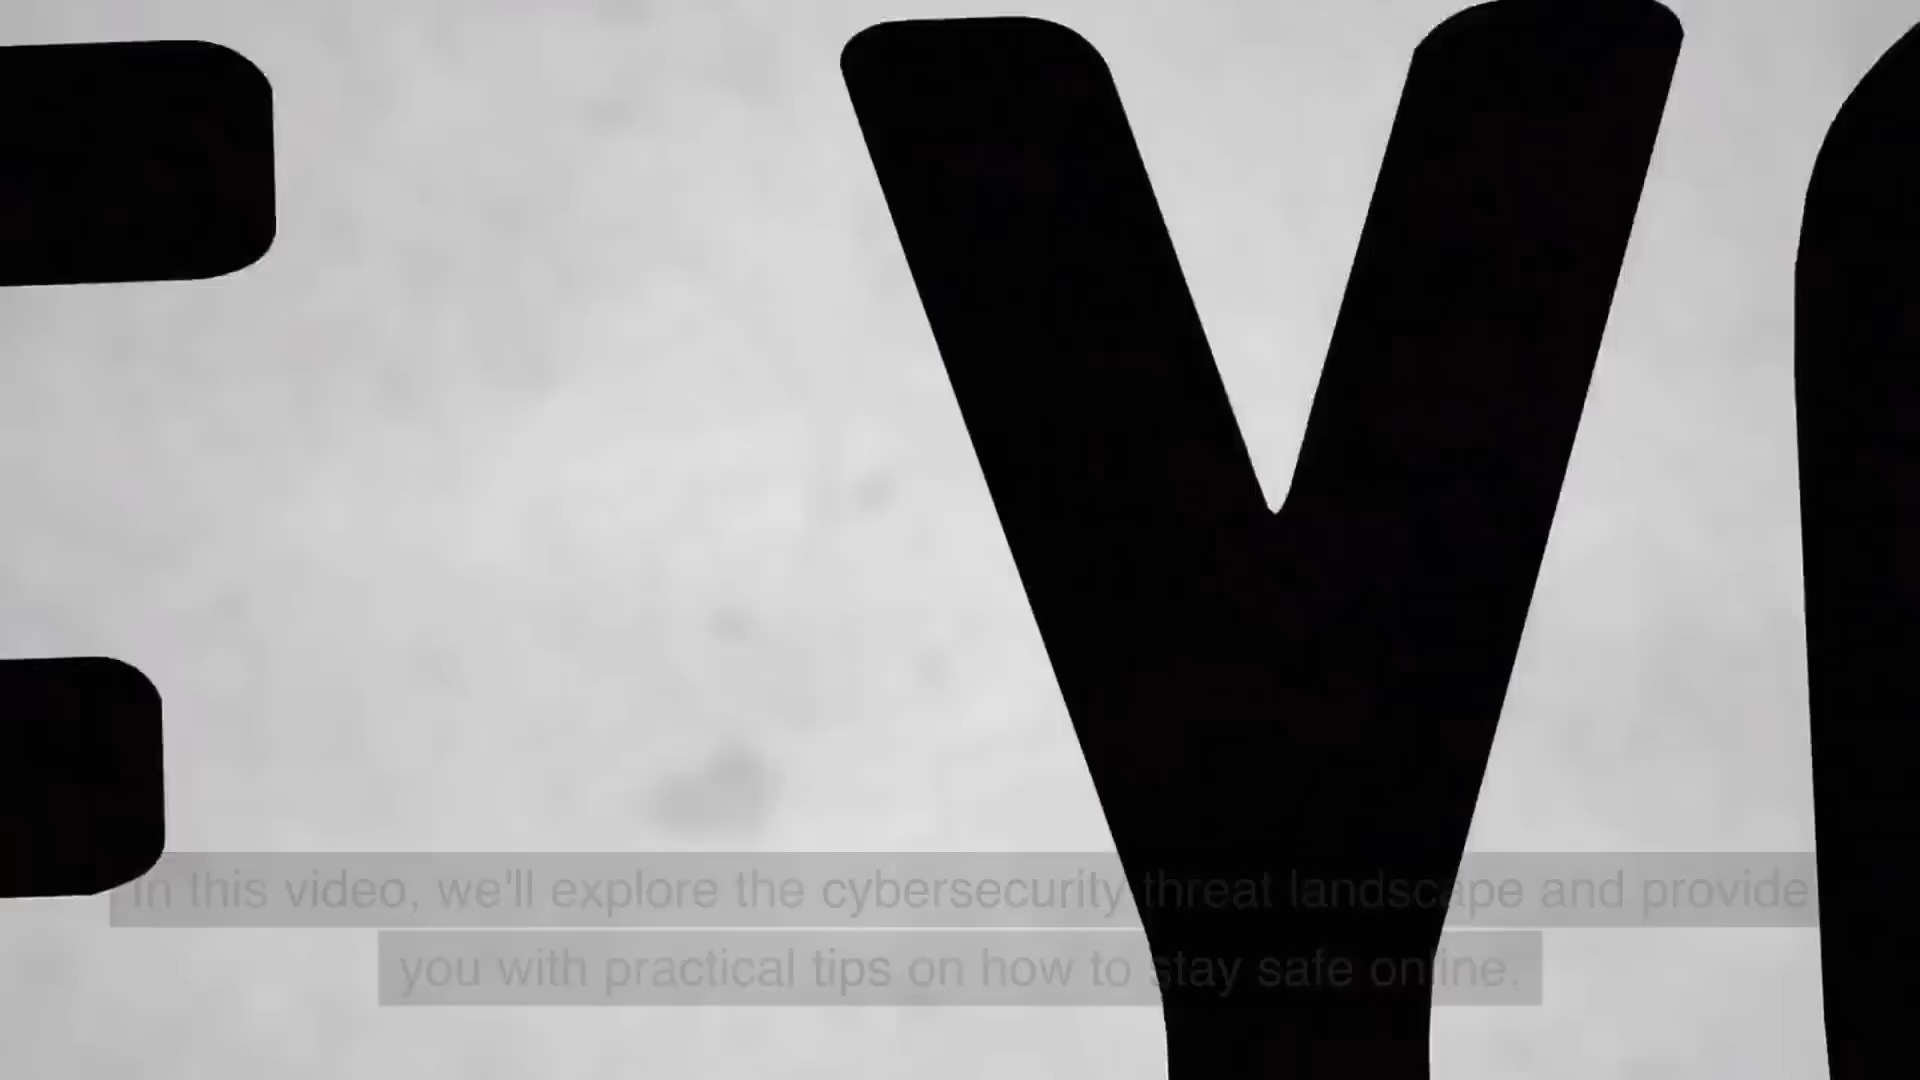 Y
In this video, we'll explore the cybersecurity threat landscape and provide
you with practical tips on how to stay safe online.